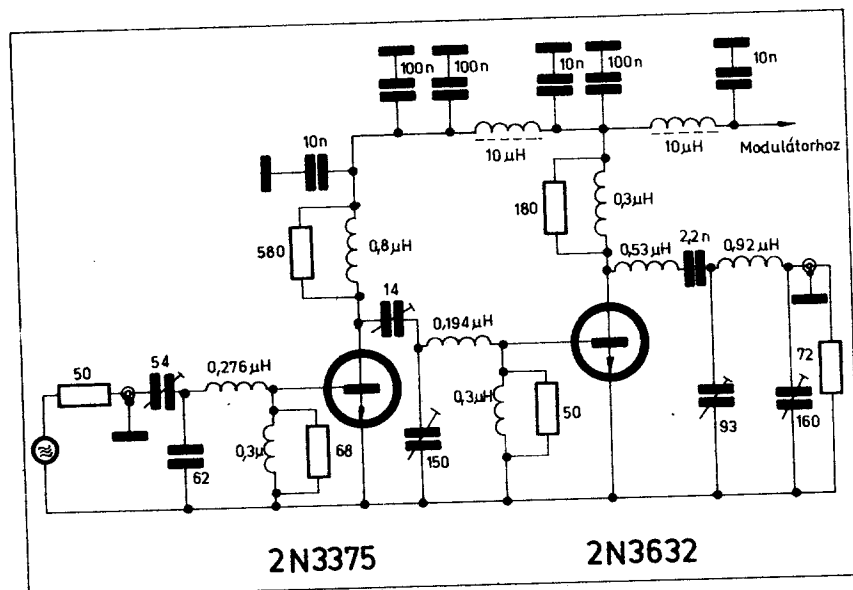 100n
100n
10n
100n
10n
10n
10µH
10µH
Modulátorhoz
580
0,8µH
180
0,3µH
0,53µH
2,2n
0,92µH
14
0,194µH
50
54
0,276µH
72
0,3µ
68
62
150
0,3µH
50
93
160
2N3375
2N3632